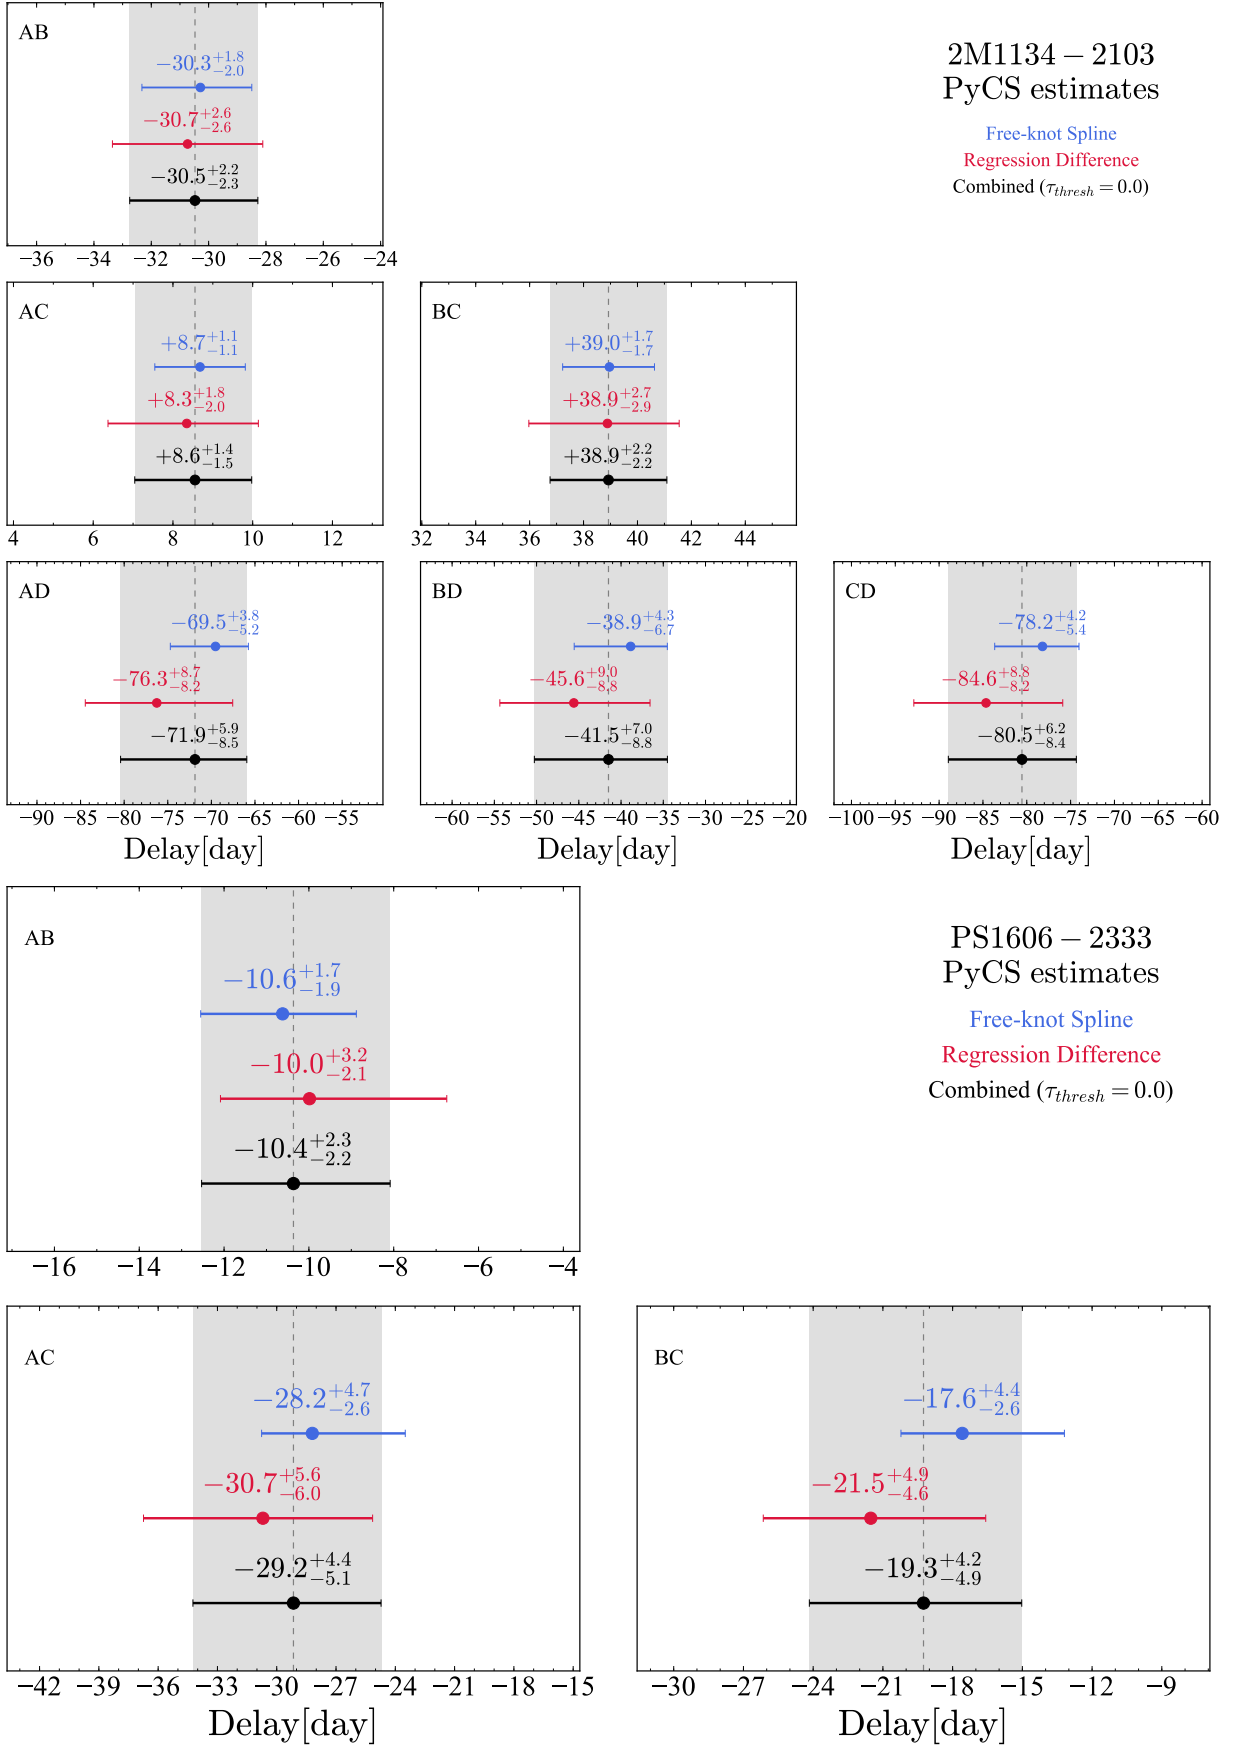 AB
−30.3 +1.8 −2.0
−30.7 +2.6 −2.6
−30.5 +2.2 −2.3
−36 −34 −32 −30 −28 −26 −24
2M1134 − 2103
PyCS estimates
Free-knot Spline
Regression Difference
Combined (τthresh = 0.0)
AC
+8.7 +1.1 −1.1
+8.3 +1.8 −2.0
+8.6 +1.4 −1.5
4 6 8 10 12
BC
+39.0 +1.7 −1.7
+38.9 +2.7 −2.9
+38.9 +2.2 −2.2
32 34 36 38 40 42 44
AD
−69.5 +3.8 −5.2
−76.3 +8.7 −8.2
−71.9 +5.9 −8.5
−90 −85 −80 −75 −70 −65 −60 −55
Delay[day]
BD
−38.9 +4.3 −6.7
−45.6 +9.0 −8.8
−41.5 +7.0 −8.8
−60 −55 −50 −45 −40 −35 −30 −25 −20
Delay[day]
CD
−78.2 +4.2 −5.4
−84.6 +8.8 −8.2
−80.5 +6.2 −8.4
−100 −95 −90 −85 −80 −75 −70 −65 −60
Delay[day]
AB
−10.6 +1.7 −1.9
−10.0 +3.2 −2.1
−10.4 +2.3 −2.2
−16 −14 −12 −10 −8 −6 −4
PS1606 − 2333
PyCS estimates
Free-knot Spline
Regression Difference
Combined (τthresh = 0.0)
AC
−28.2 +4.7 −2.6
−30.7 +5.6 −6.0
−29.2 +4.4 −5.1
−42 −39 −36 −33 −30 −27 −24 −21 −18 −15
Delay[day]
BC
−17.6 +4.4 −2.6
−21.5 +4.9 −4.6
−19.3 +4.2 −4.9
−30 −27 −24 −21 −18 −15 −12 −9
Delay[day]